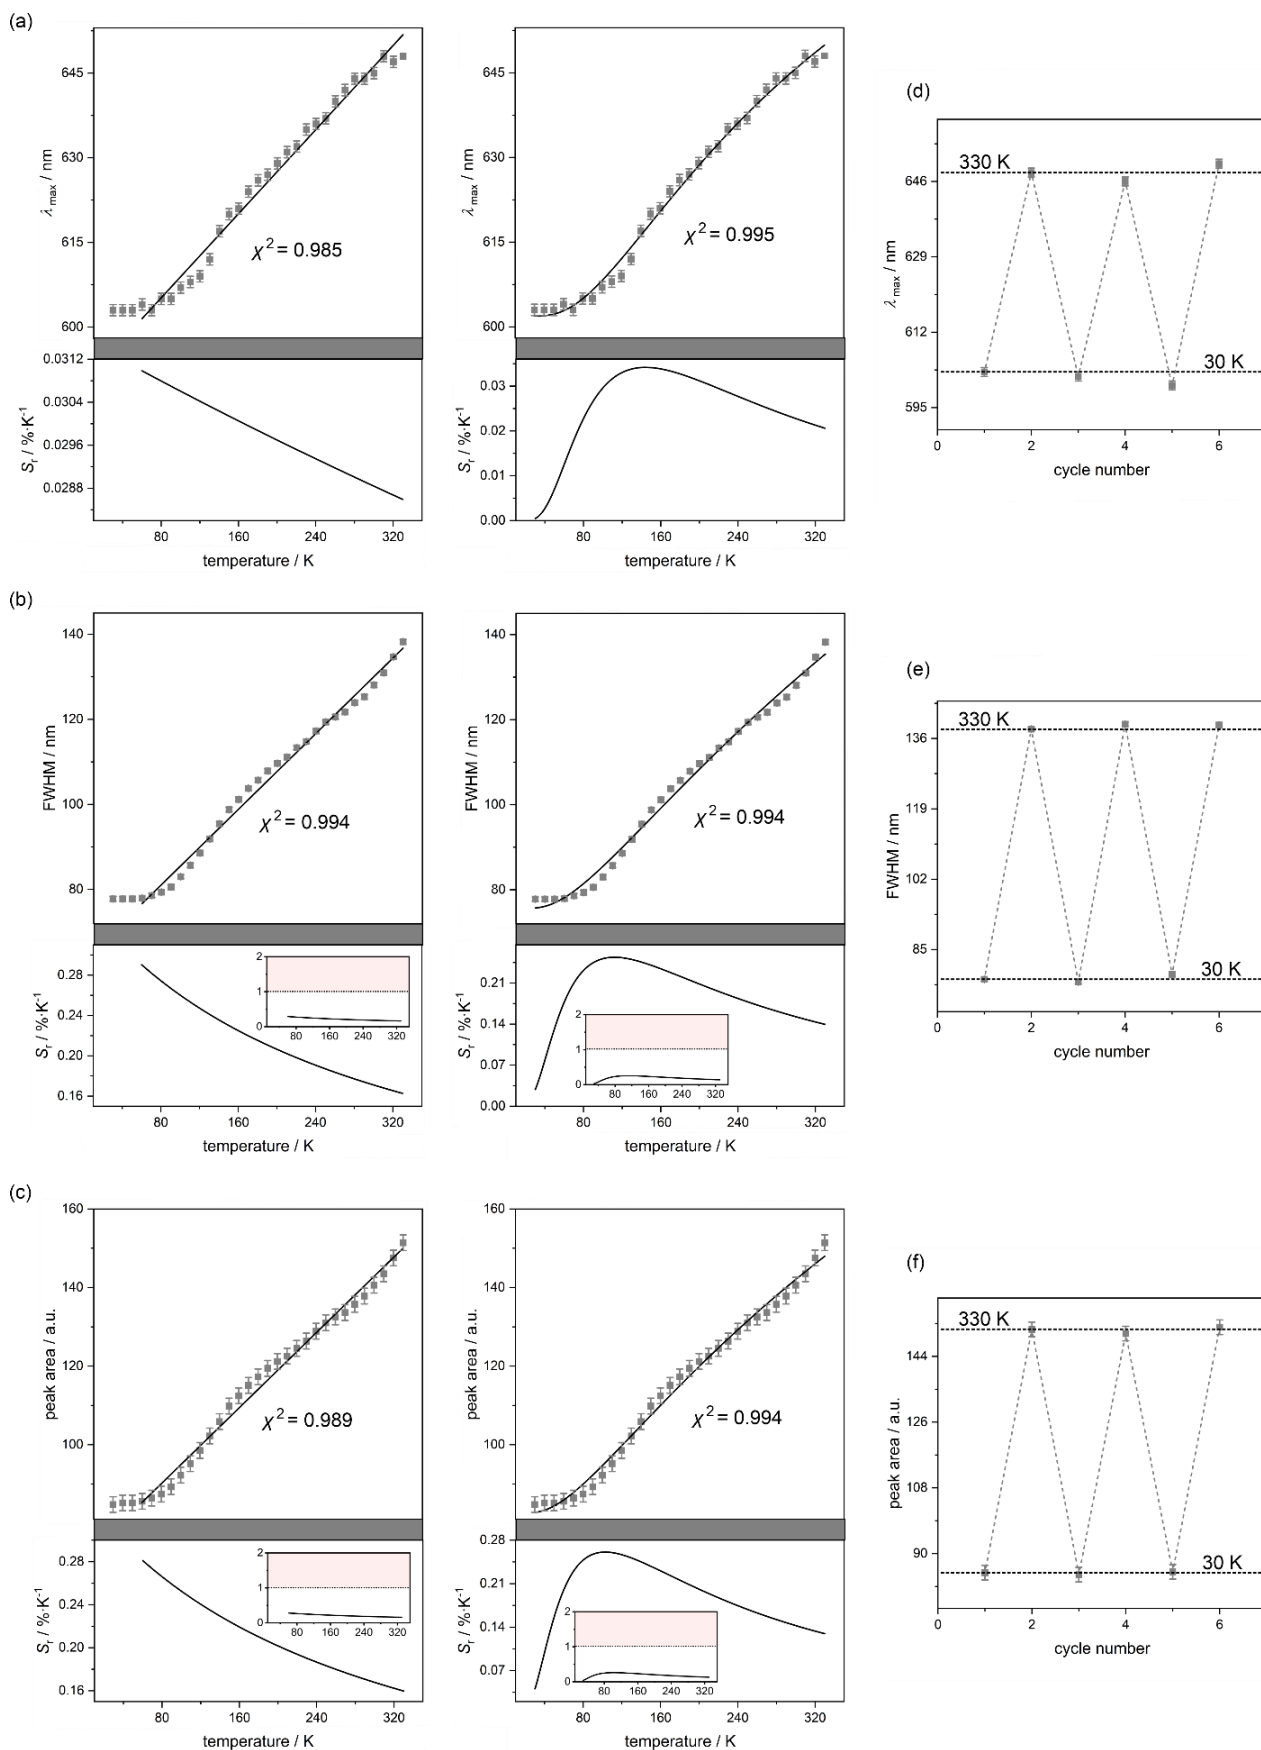 (a)
645
630
615
600
λmax / nm
χ² = 0.985
0.0312
0.0304
0.0296
0.0288
Sr / %·K⁻¹
80 160 240 320
temperature / K
645
630
615
600
λmax / nm
χ² = 0.995
0.03
0.02
0.01
0.00
Sr / %·K⁻¹
80 160 240 320
temperature / K
(d)
646
629
612
595
λmax / nm
330 K
30 K
0 2 4 6
cycle number
(b)
140
120
100
80
FWHM / nm
χ² = 0.994
0.28
0.24
0.20
0.16
Sr / %·K⁻¹
2
1
0
80 160 240 320
80 160 240 320
temperature / K
140
120
100
80
FWHM / nm
χ² = 0.994
0.21
0.14
0.07
0.00
Sr / %·K⁻¹
2
1
0
80 160 240 320
80 160 240 320
temperature / K
(e)
136
119
102
85
FWHM / nm
330 K
30 K
0 2 4 6
cycle number
(c)
160
140
120
100
peak area / a.u.
χ² = 0.989
0.28
0.24
0.20
0.16
Sr / %·K⁻¹
2
1
0
80 160 240 320
80 160 240 320
temperature / K
160
140
120
100
peak area / a.u.
χ² = 0.994
0.28
0.21
0.14
0.07
Sr / %·K⁻¹
2
1
0
80 160 240 320
80 160 240 320
temperature / K
(f)
144
126
108
90
peak area / a.u.
330 K
30 K
0 2 4 6
cycle number